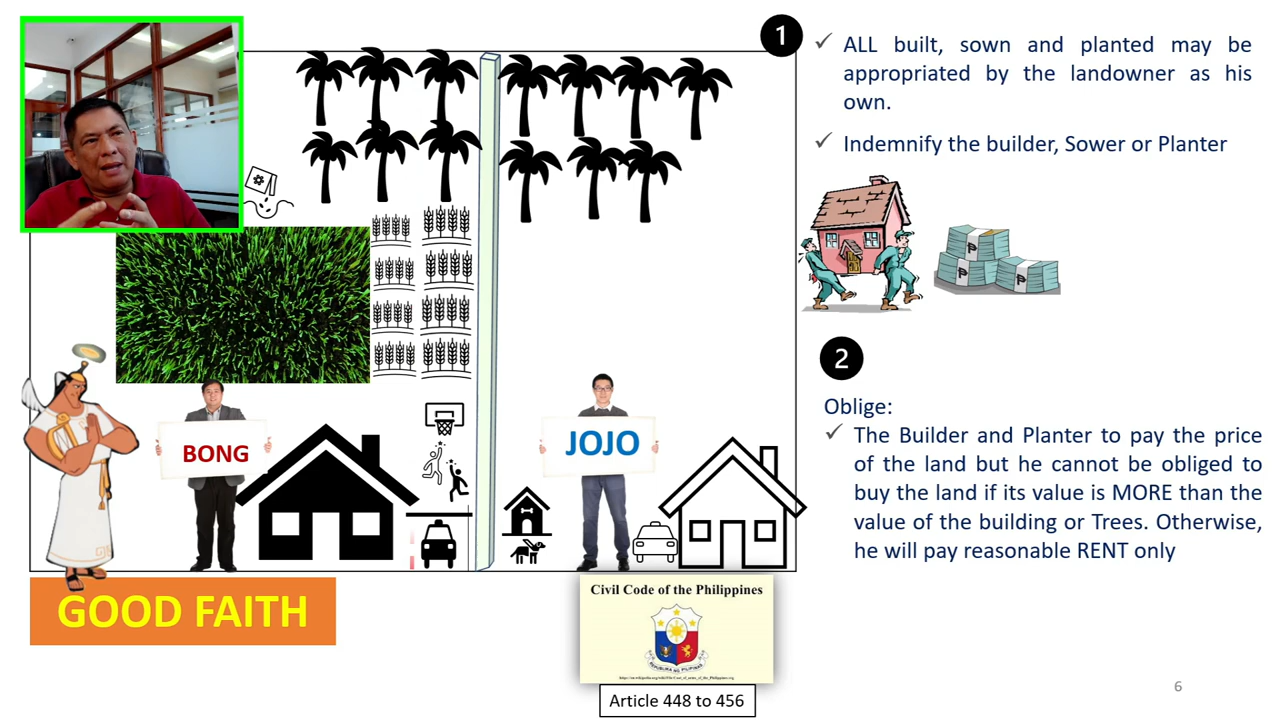 1
✓ ALL built, sown and planted may be
appropriated by the landowner as his
own.
✓ Indemnify the builder, Sower or Planter
₱
₱
₱
2
Oblige:
✓ The Builder and Planter to pay the price
of the land but he cannot be obliged to
buy the land if its value is MORE than the
value of the building or Trees. Otherwise,
he will pay reasonable RENT only
BONG
JOJO
GOOD FAITH
Civil Code of the Philippines
Article 448 to 456
6